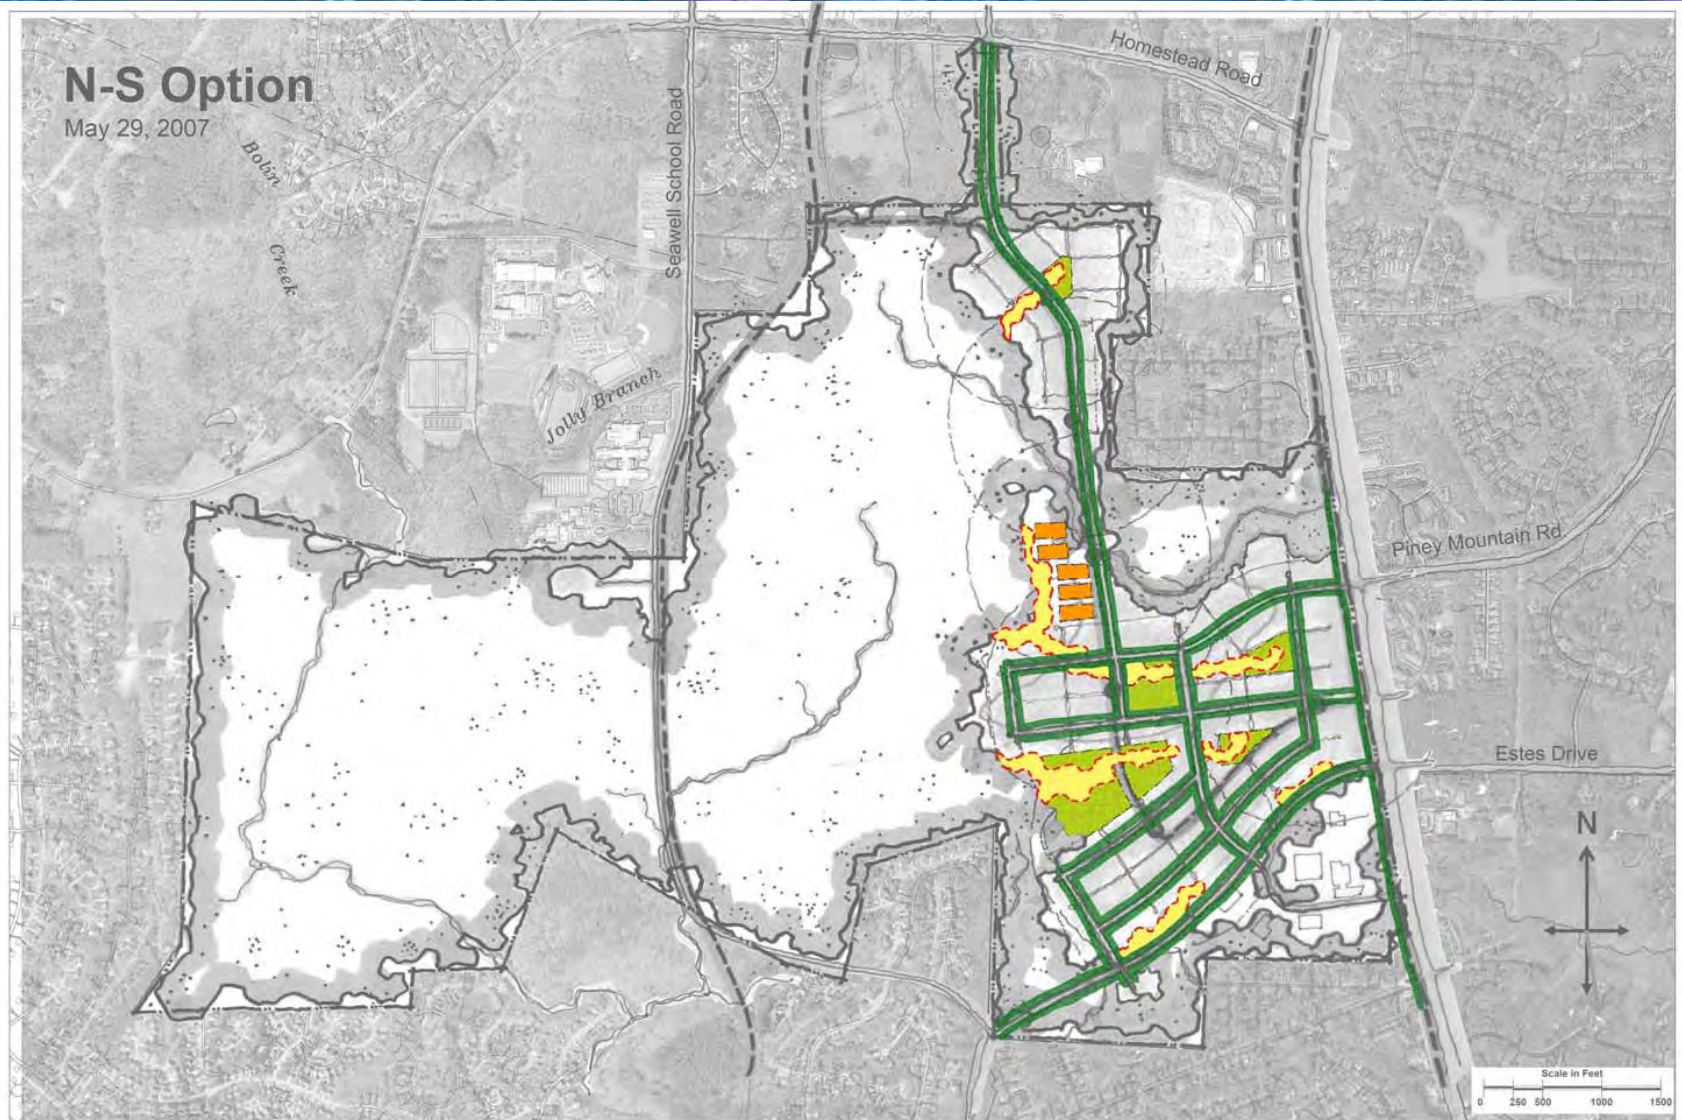 N-S Option
May 29, 2007
Homestead Road
Seawell School Road
Bolin
Creek
Jolly Branch
Piney Mountain Rd
Estes Drive
N
Scale in Feet
0 250 500 1000 1500